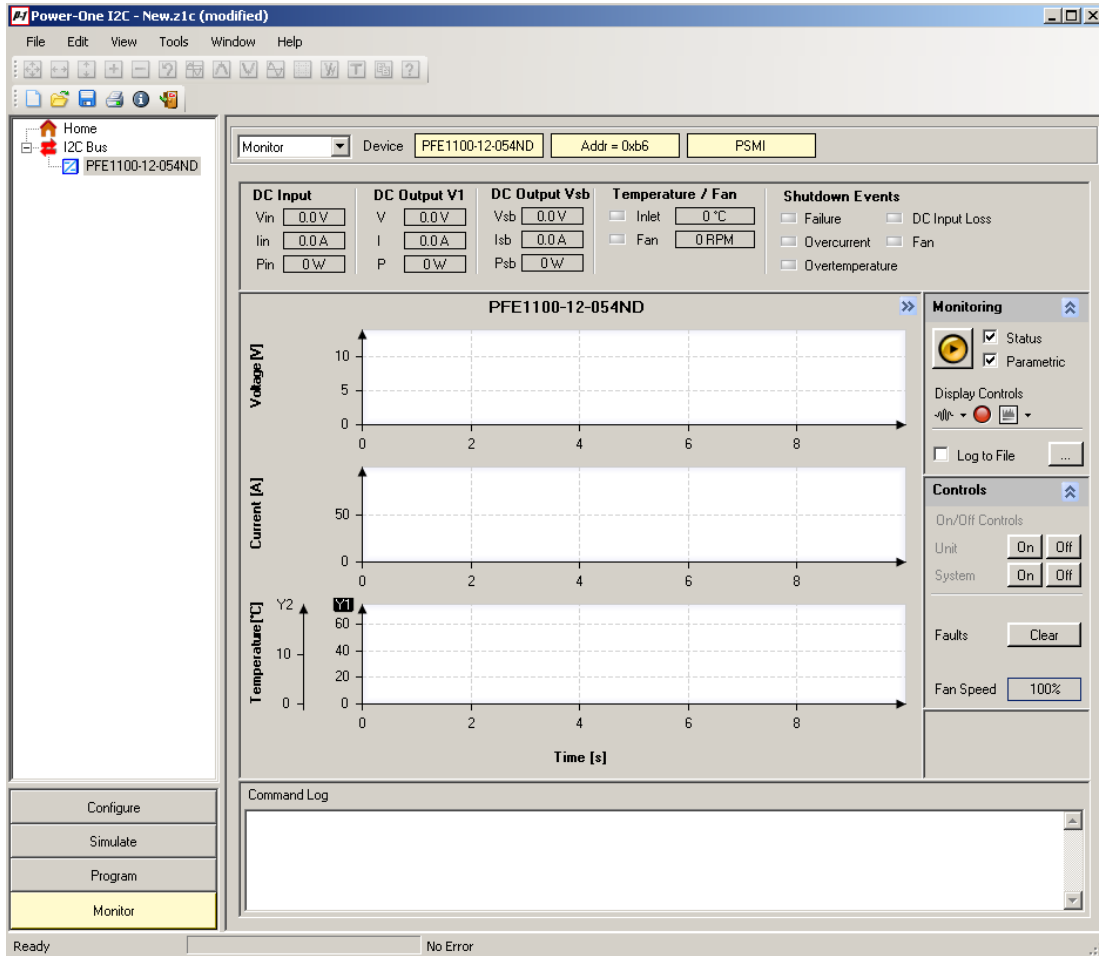 Power-One I2C - New.z1c (modified)
File Edit View Tools Window Help
Home
I2C Bus
PFE1100-12-054ND
Monitor Device PFE1100-12-054ND Addr = 0xb6 PSMI
DC Input DC Output V1 DC Output Vsb Temperature / Fan Shutdown Events
Vin 0.0 V V 0.0 V Vsb 0.0 V Inlet 0 °C Failure DC Input Loss
Iin 0.0 A I 0.0 A Isb 0.0 A Fan 0 RPM Overcurrent Fan
Pin 0 W P 0 W Psb 0 W Overtemperature
PFE1100-12-054ND
Voltage [V]
10
5
0
0 2 4 6 8
Current [A]
50
0
0 2 4 6 8
Temperature [°C]
Y2 Y1
60
10 40
20
0 0
0 2 4 6 8
Time [s]
Monitoring
Status
Parametric
Display Controls
Log to File ...
Controls
On/Off Controls
Unit On Off
System On Off
Faults Clear
Fan Speed 100%
Configure
Simulate
Program
Monitor
Command Log
Ready No Error